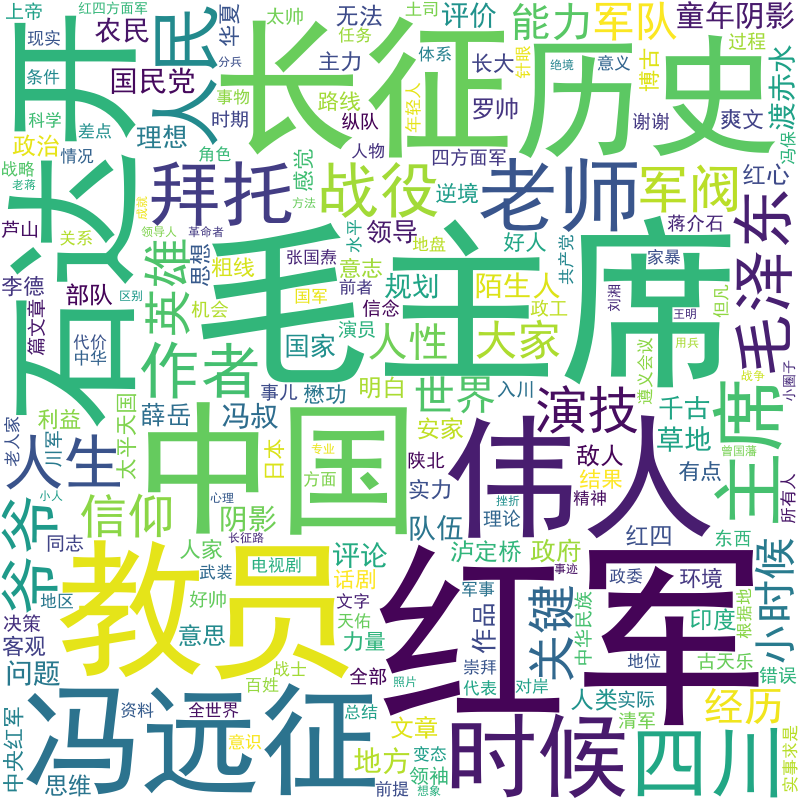 上帝
红四方面军
太帅
土司
无法
评价
任务
能力
军队
童年阴影
农民
华夏
现实
分兵
长征
历史
石达开
人民
国民党
主力
体系
针眼
绝境
意义
博古
过程
渡赤水
条件
事物
路线
长大
年轻人
科学
差点
时期
纵队
罗帅
爽文
谢谢
冯保
政治
理想
角色
人物
四方面军
战略
情况
感觉
拜托
战役
逆境
老师
军阀
红心
老蒋
成就
方法
芦山
关系
领导人
革命者
思想
水平
领导
地盘
好人
共产党
蒋介石
毛泽东
张国焘
毛主席
家暴
李德
区别
粗线
意志
规划
陌生人
但凡
部队
英雄
机会
国军
前者
信念
政工
刘湘
王明
篇文章
代价
中华
作者
国家
演员
人性
大家
用兵
遵义会议
小圈子
太平天国
事儿
懋功
明白
世界
入川
演技
千古
战争
主席
利益
薛岳
冯叔
安家
草地
老人家
川军
人生
中国
日本
陕北
伟人
敌人
结果
有点
曾国藩
所有人
小人
专业
方面
信仰
阴影
心理
实力
挫折
精神
理论
爷爷
同志
长征路
评论
队伍
红四
东西
教员
人家
武装
电视剧
话剧
泸定桥
政府
事迹
政委
环境
小时候
地区
好帅
文字
红军
军事
关键
决策
意思
天佑
力量
作品
中华民族
印度
根据地
客观
战士
崇拜
地位
古天乐
问题
百姓
全部
照片
代表
对岸
错误
冯远征
中央红军
资料
全世界
总结
文章
时候
人类
实际
清军
经历
意识
地方
变态
四川
实事求是
思维
前提
领袖
想象